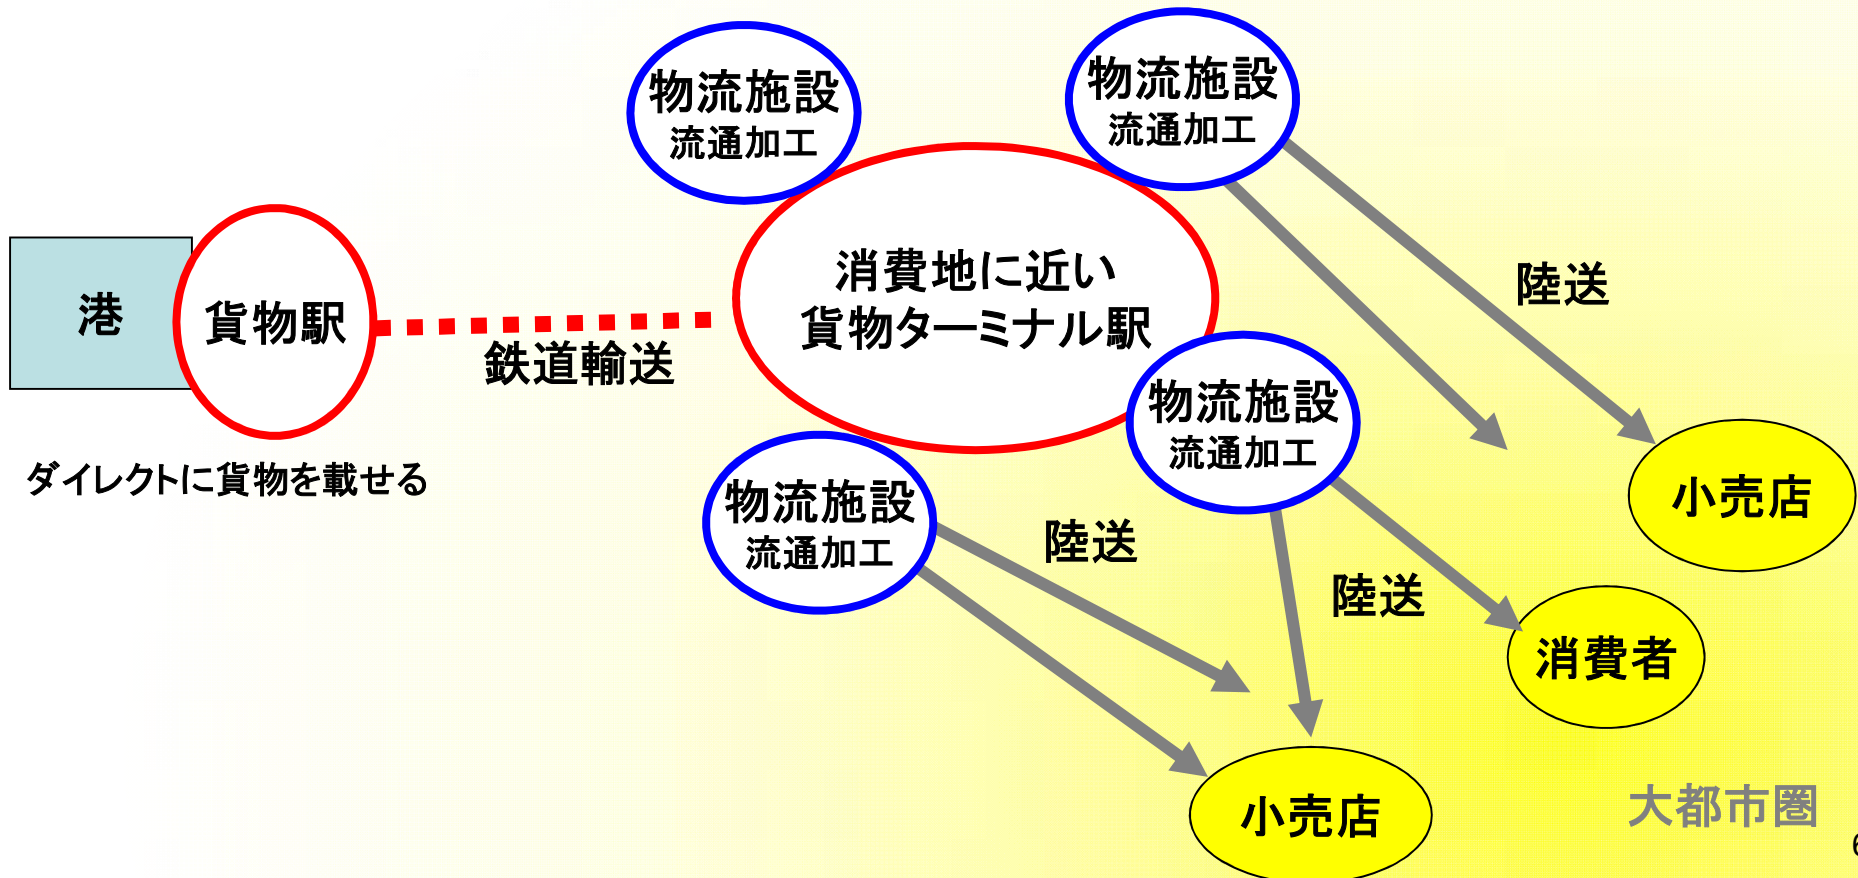 物流施設
流通加工
物流施設
流通加工
港
貨物駅
鉄道輸送
ダイレクトに貨物を載せる
消費地に近い
貨物ターミナル駅
陸送
物流施設
流通加工
物流施設
流通加工
陸送
陸送
小売店
消費者
小売店
大都市圏
6